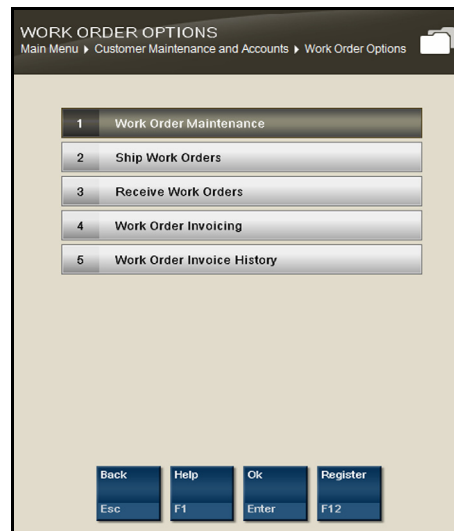 WORK ORDER OPTIONS
Main Menu ▶ Customer Maintenance and Accounts ▶ Work Order Options
1 Work Order Maintenance
2 Ship Work Orders
3 Receive Work Orders
4 Work Order Invoicing
5 Work Order Invoice History
Back Help Ok Register
Esc F1 Enter F12